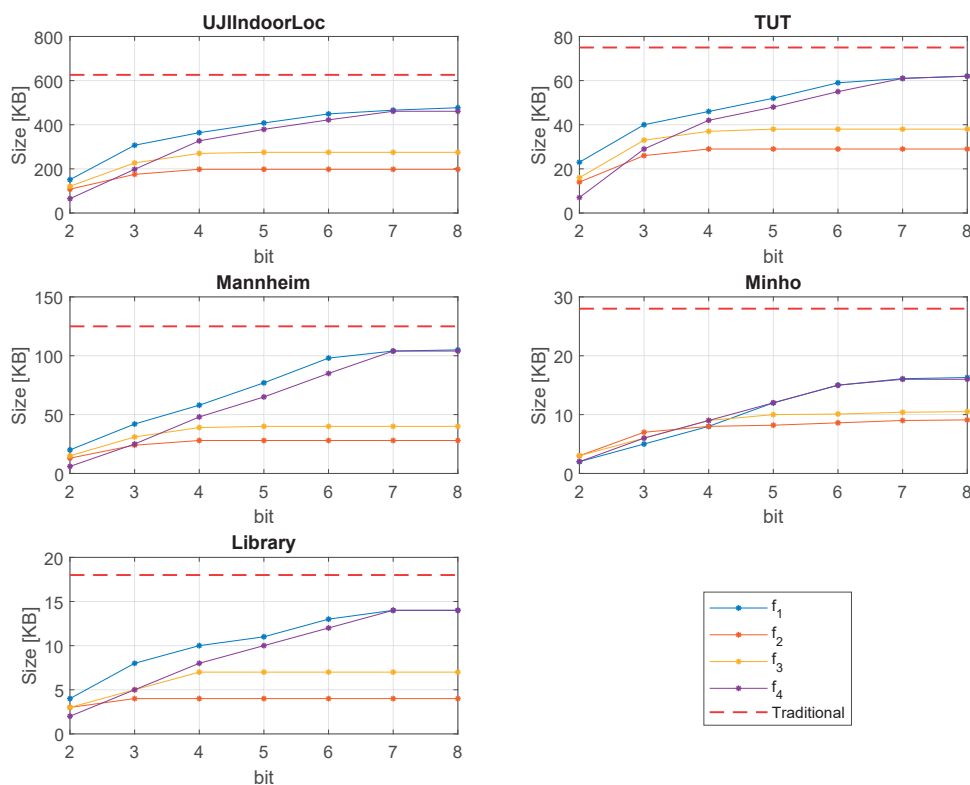 UJIIndoorLoc
800
600
400
200
0
Size [KB]
2 3 4 5 6 7 8
bit
TUT
80
60
40
20
0
Size [KB]
2 3 4 5 6 7 8
bit
Mannheim
150
100
50
0
Size [KB]
2 3 4 5 6 7 8
bit
Minho
30
20
10
0
Size [KB]
2 3 4 5 6 7 8
bit
Library
20
15
10
5
0
Size [KB]
2 3 4 5 6 7 8
bit
f1
f2
f3
f4
Traditional